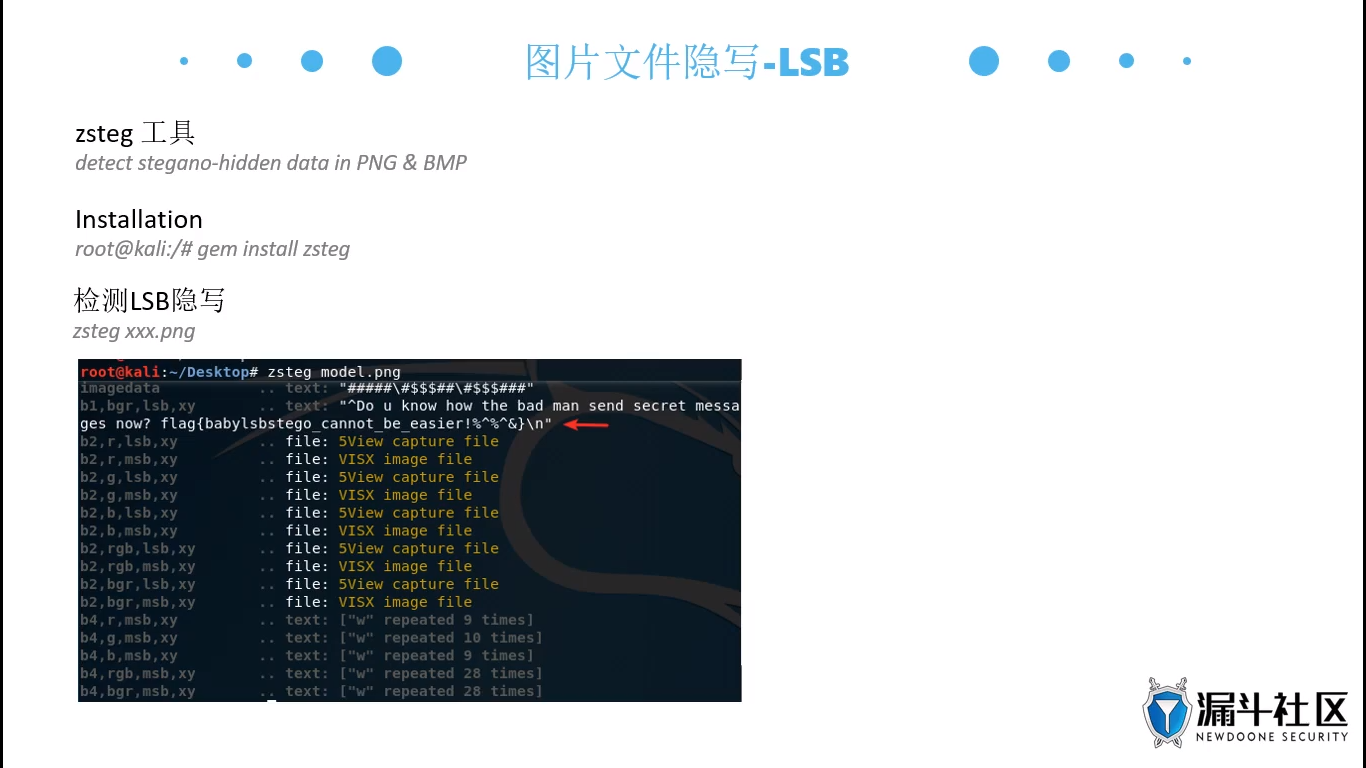 图片文件隐写-LSB
zsteg 工具
detect stegano-hidden data in PNG & BMP
Installation
root@kali:/# gem install zsteg
检测LSB隐写
zsteg xxx.png
root@kali:~/Desktop# zsteg model.png
imagedata .. text: "#####\#$$$##\#$$$###"
b1,bgr,lsb,xy .. text: "^Do u know how the bad man send secret messa
ges now? flag{babylsbstego_cannot_be_easier!%^%^&}\n"
b2,r,lsb,xy .. file: 5View capture file
b2,r,msb,xy .. file: VISX image file
b2,g,lsb,xy .. file: 5View capture file
b2,g,msb,xy .. file: VISX image file
b2,b,lsb,xy .. file: 5View capture file
b2,b,msb,xy .. file: VISX image file
b2,rgb,lsb,xy .. file: 5View capture file
b2,rgb,msb,xy .. file: VISX image file
b2,bgr,lsb,xy .. file: 5View capture file
b2,bgr,msb,xy .. file: VISX image file
b4,r,msb,xy .. text: ["w" repeated 9 times]
b4,g,msb,xy .. text: ["w" repeated 10 times]
b4,b,msb,xy .. text: ["w" repeated 9 times]
b4,rgb,msb,xy .. text: ["w" repeated 28 times]
b4,bgr,msb,xy .. text: ["w" repeated 28 times]
漏斗社区
NEWDOONE SECURITY